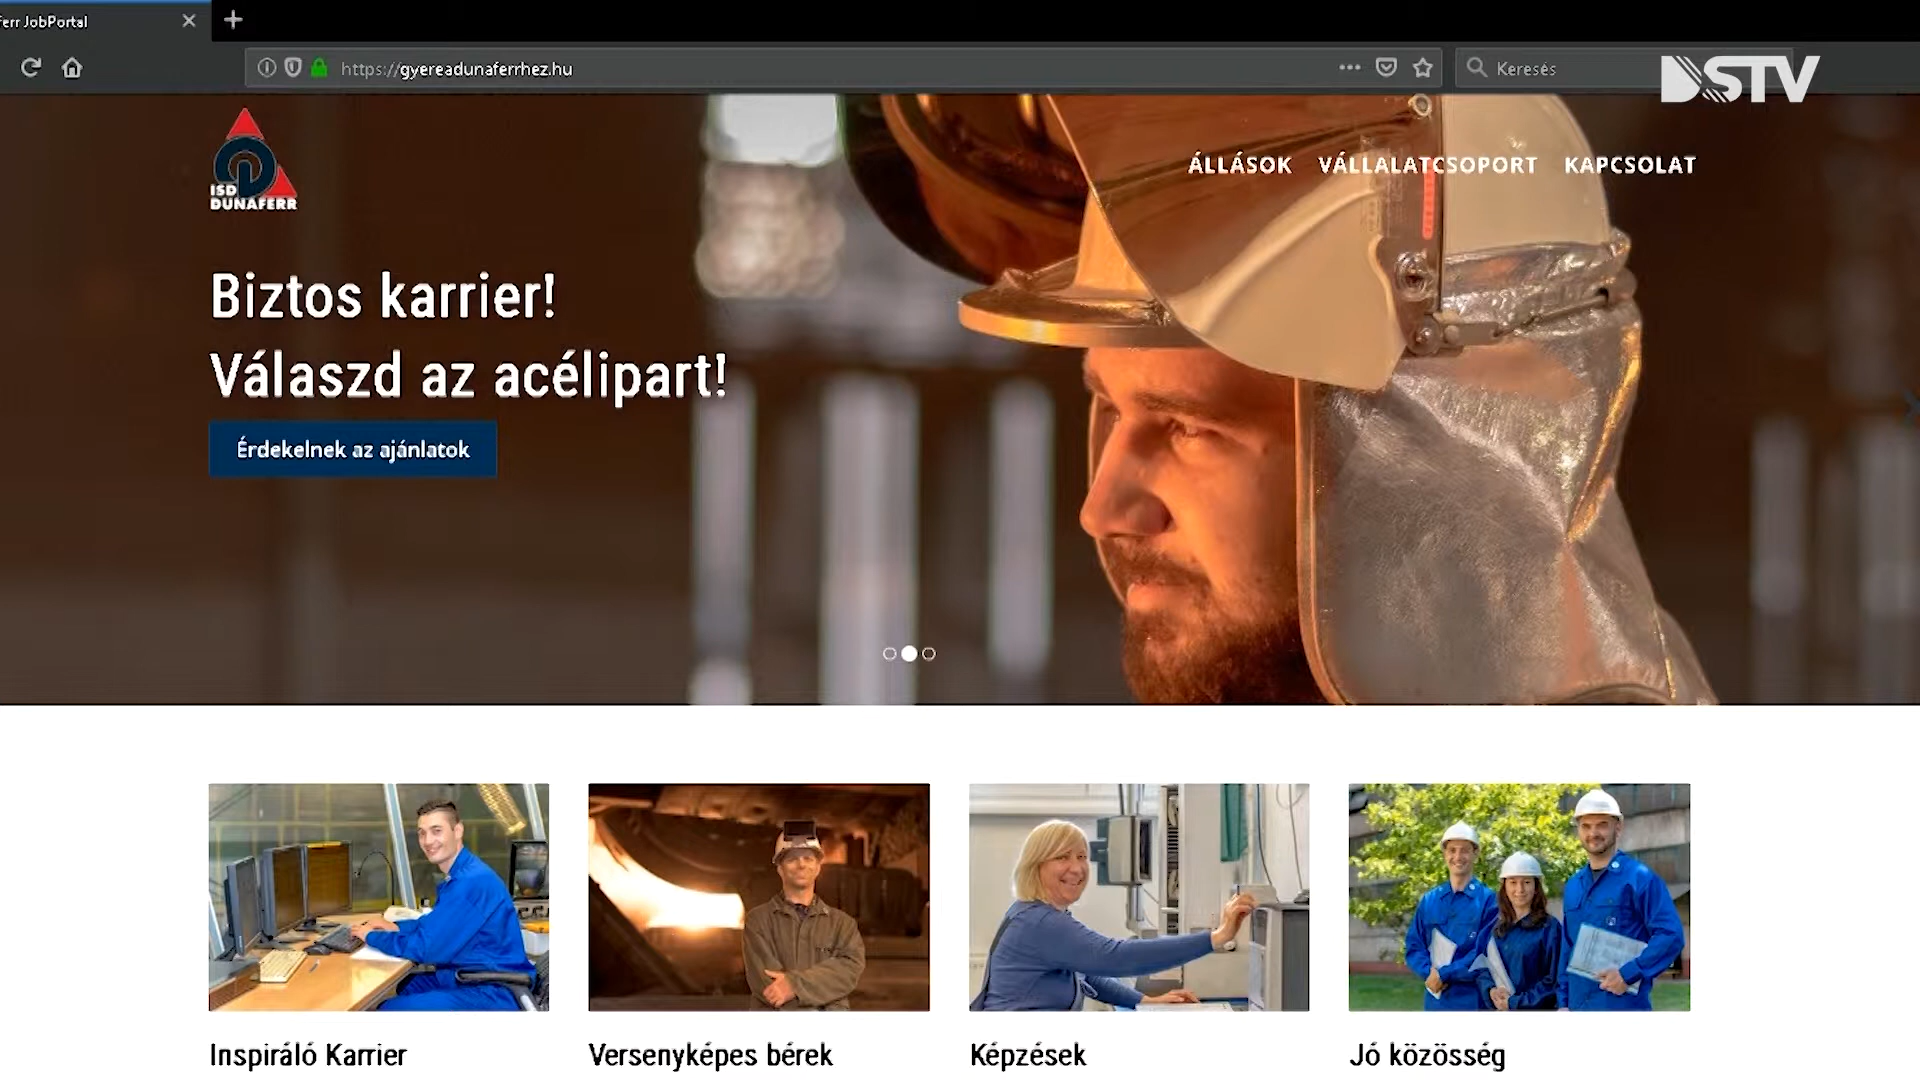 ferr JobPortal
https://gyereadunaferrhez.hu
Keresés
DSTV
ISD
DUNAFERR
ÁLLÁSOK VÁLLALATCSOPORT KAPCSOLAT
Biztos karrier!
Válaszd az acélipart!
Érdekelnek az ajánlatok
Inspiráló Karrier
Versenyképes bérek
Képzések
Jó közösség